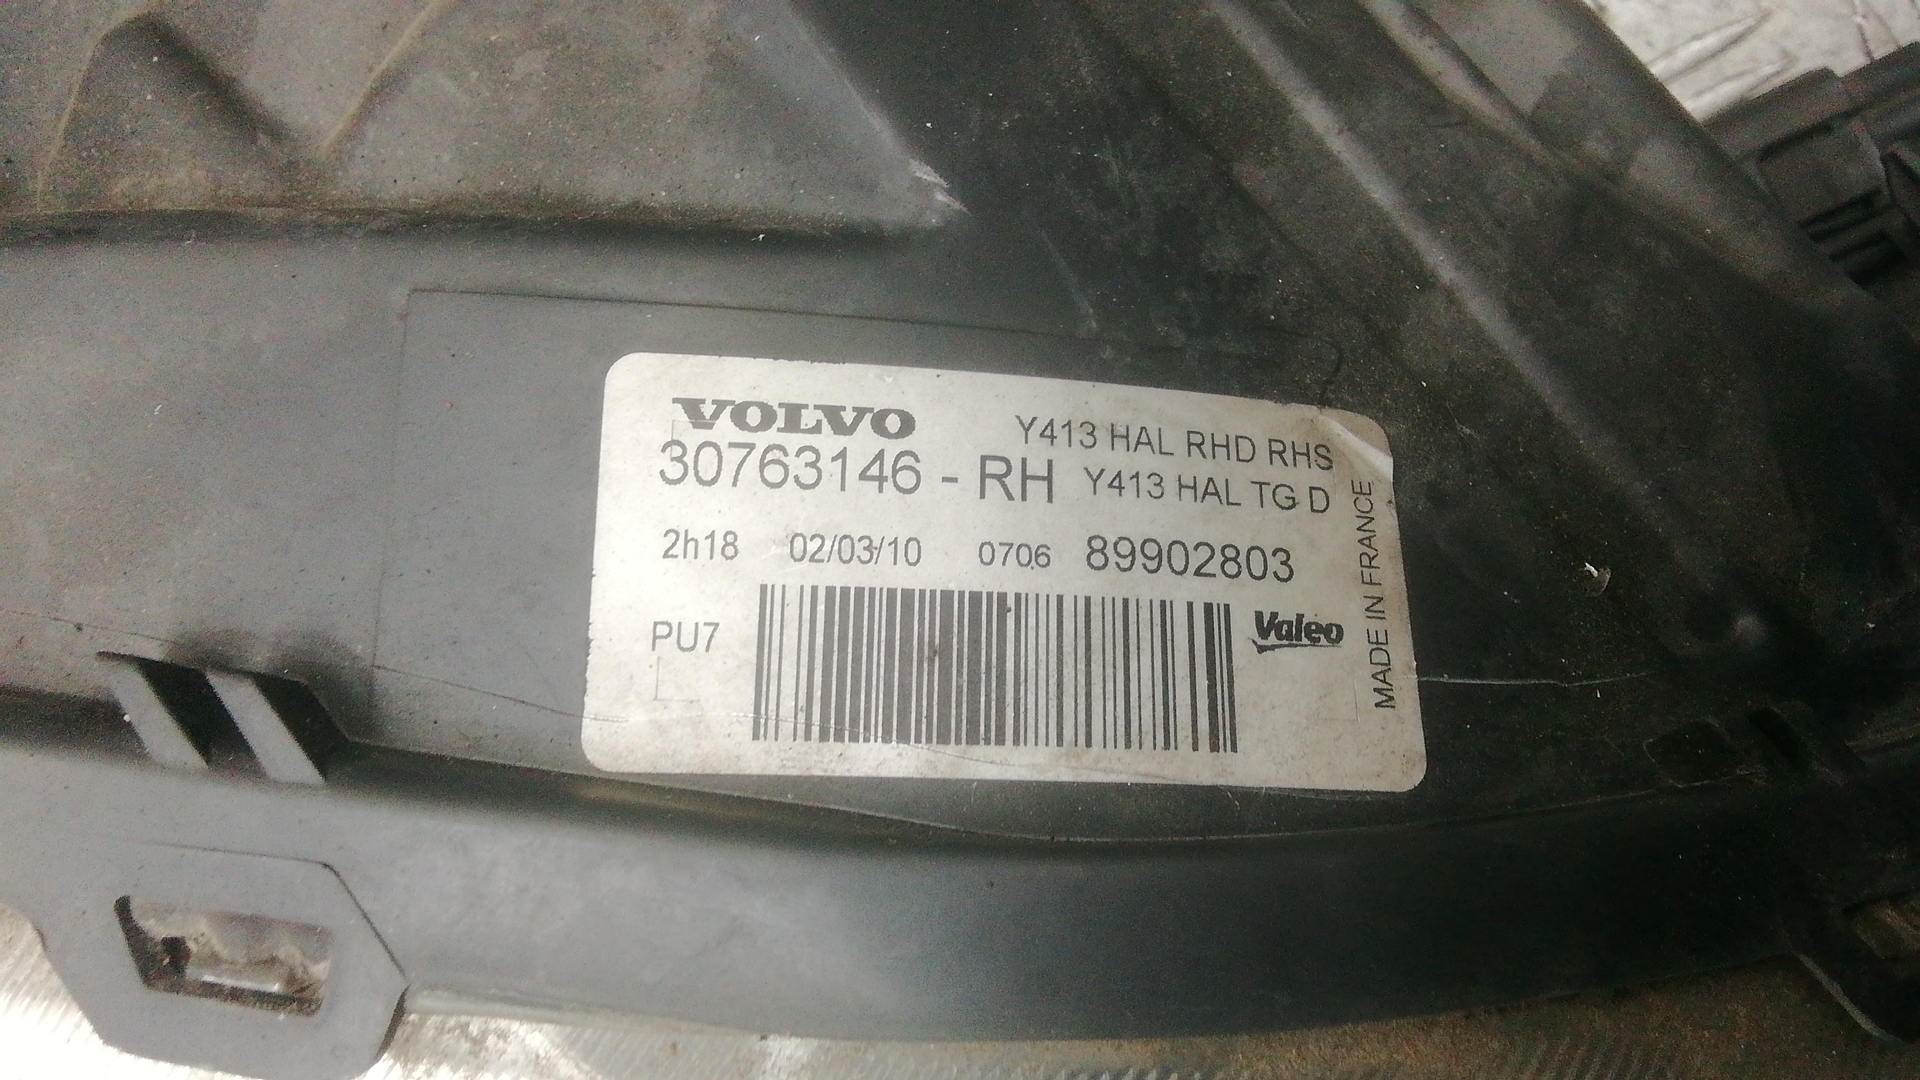 VOLVO
Y413 HAL RHD RHS
30763146 - RH
Y413 HAL TG D
2h18 02/03/10 0706 89902803
PU7
Valeo
MADE IN FRANCE